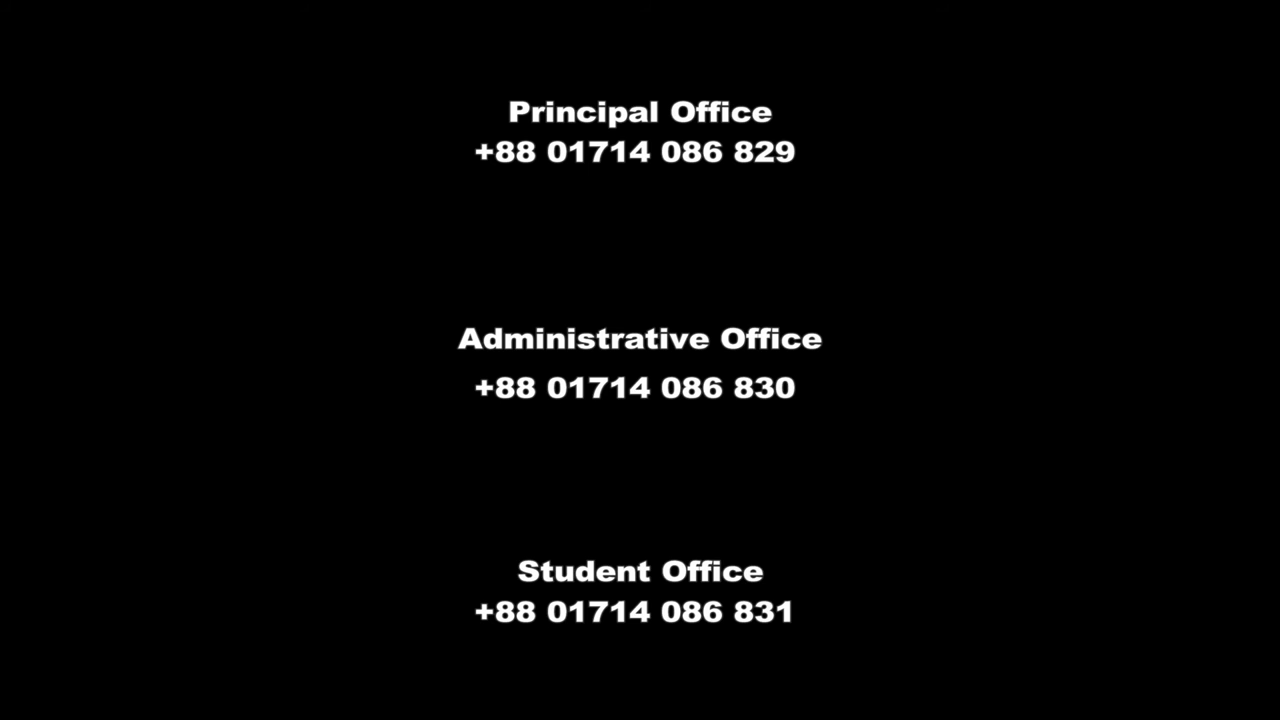 Principal Office
+88 01714 086 829
Administrative Office
+88 01714 086 830
Student Office
+88 01714 086 831